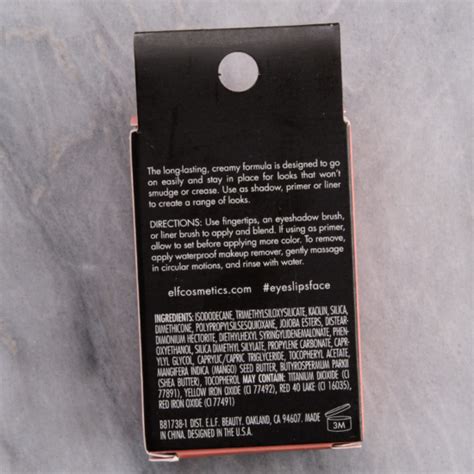 The long-lasting, creamy formula is designed to go
on easily and stay in place for looks that won't
smudge or crease. Use as shadow, primer or liner
to create a range of looks.
DIRECTIONS: Use fingertips, an eyeshadow brush,
or liner brush to apply and blend. If using as primer,
allow to set before applying more color. To remove,
apply waterproof makeup remover, gently massage
in circular motions, and rinse with water.
elfcosmetics.com #eyeslipsface
INGREDIENTS: ISODODECANE, TRIMETHYLSILOXYSILICATE, KAOLIN, SILICA,
DIMETHICONE, POLYPROPYLSILSESQUIOXANE, JOJOBA ESTERS, DISTEAR-
DIMONIUM HECTORITE, DIETHYLHEXYL SYRINGYLIDENEMALONATE, PHEN-
OXYETHANOL, SILICA DIMETHYL SILYLATE, PROPYLENE CARBONATE, CAPR-
YLYL GLYCOL, CAPRYLIC/CAPRIC TRIGLYCERIDE, TOCOPHERYL ACETATE,
MANGIFERA INDICA (MANGO) SEED BUTTER, BUTYROSPERMUM PARKII
(SHEA BUTTER), TOCOPHEROL MAY CONTAIN: TITANIUM DIOXIDE (CI
77891), YELLOW IRON OXIDE (CI 77492), RED 40 LAKE (CI 16035),
RED IRON OXIDE (CI 77491)
B81738-1 DIST. E.L.F. BEAUTY. OAKLAND, CA 94607. MADE
IN CHINA. DESIGNED IN THE U.S.A.
3M